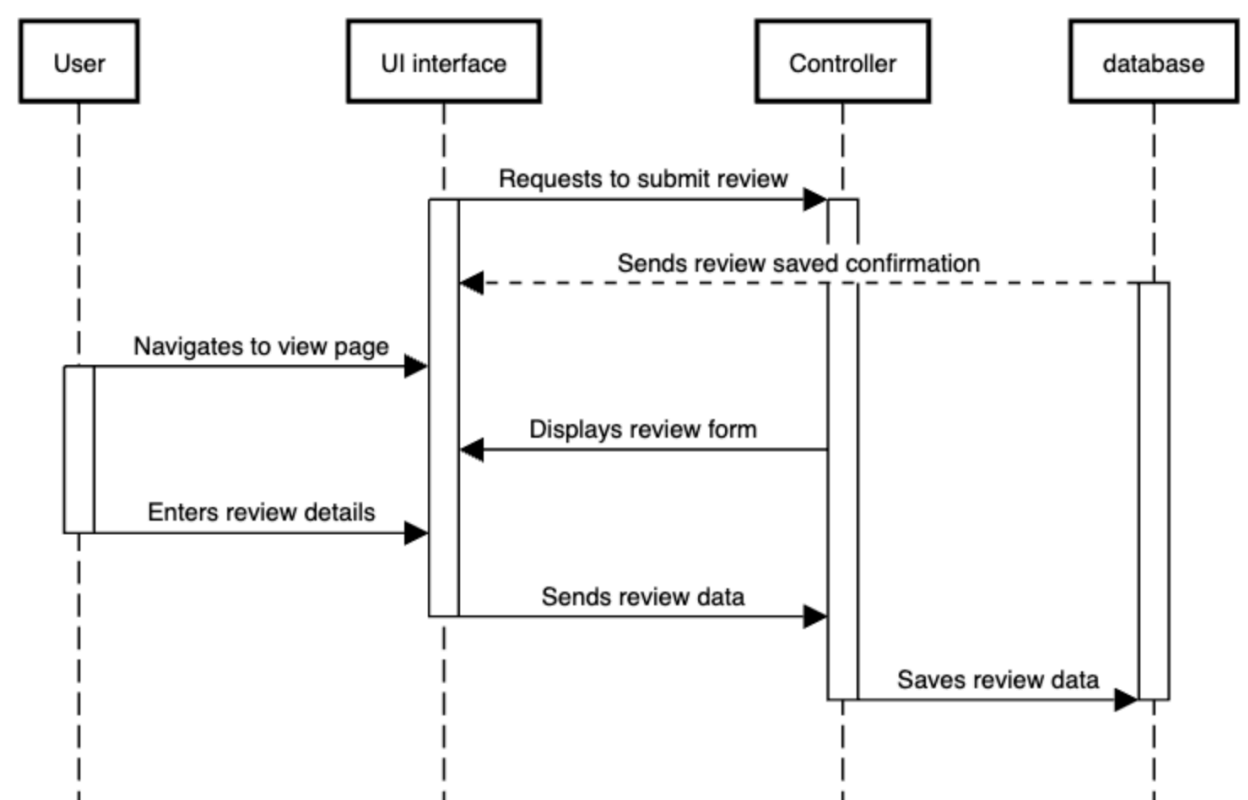 User
UI interface
Controller
database
Requests to submit review
Sends review saved confirmation
Navigates to view page
Displays review form
Enters review details
Sends review data
Saves review data